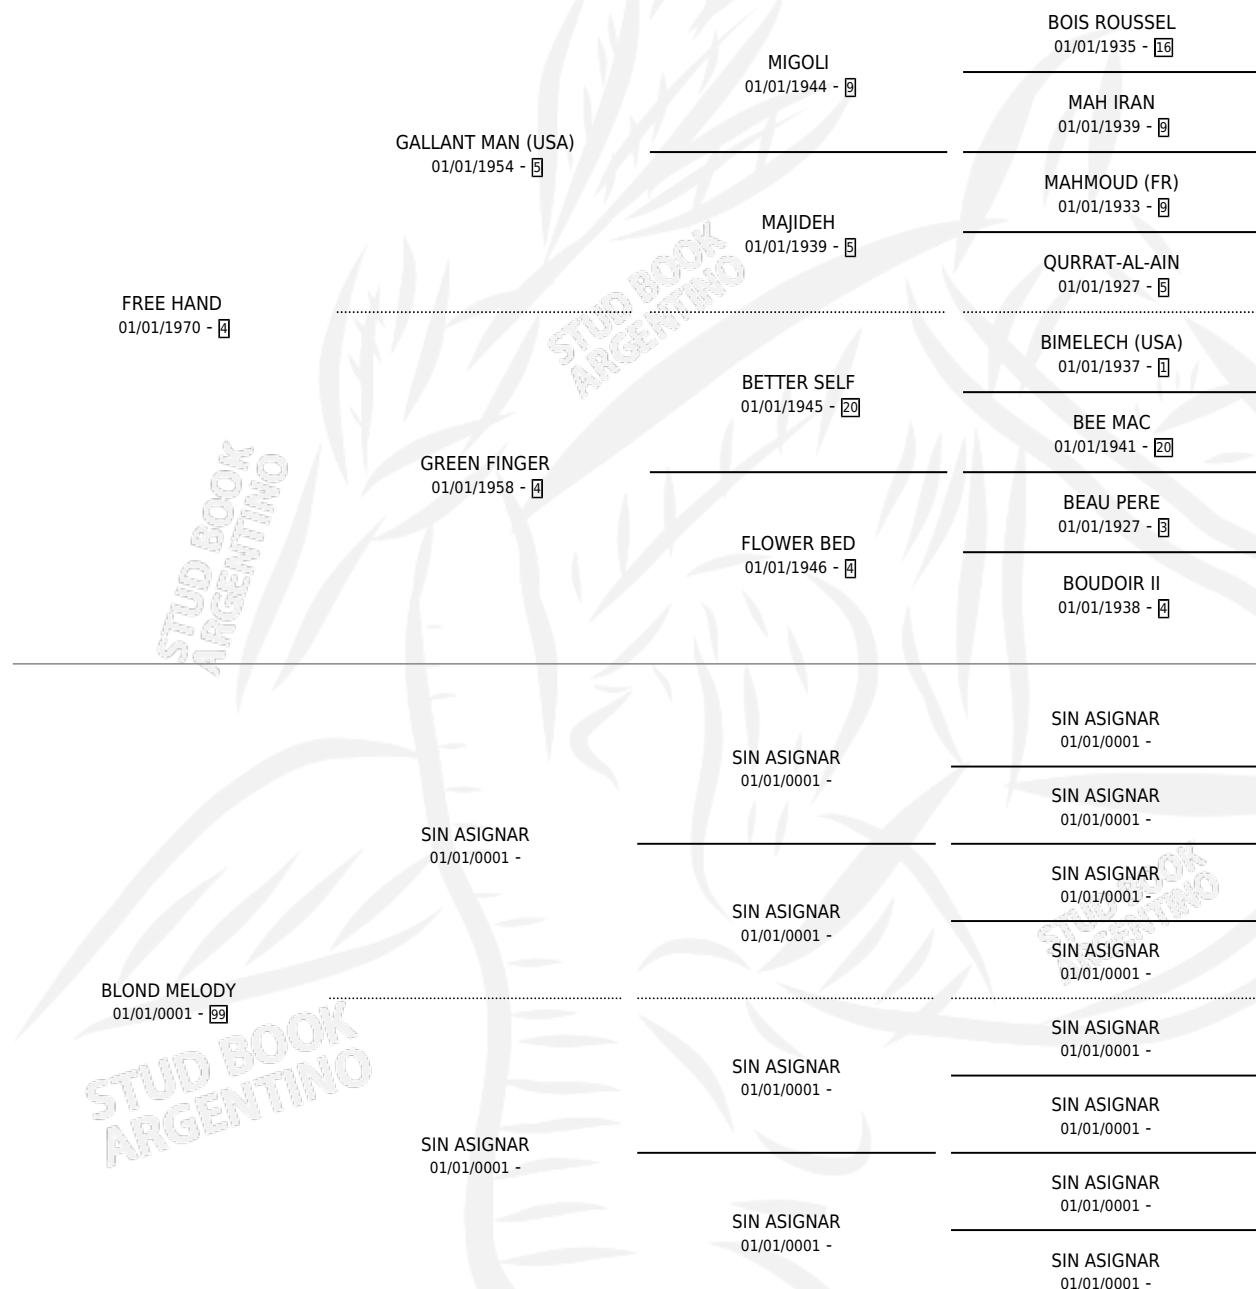 BOIS ROUSSEL
01/01/1935 - 16
MIGOLI
01/01/1944 - 9
MAH IRAN
01/01/1939 - 9
GALLANT MAN (USA)
01/01/1954 - 5
MAHMOUD (FR)
01/01/1933 - 9
MAJIDEH
01/01/1939 - 5
QURRAT-AL-AIN
01/01/1927 - 5
FREE HAND
01/01/1970 - 4
BIMELECH (USA)
01/01/1937 - 1
BETTER SELF
01/01/1945 - 20
BEE MAC
01/01/1941 - 20
GREEN FINGER
01/01/1958 - 4
BEAU PERE
01/01/1927 - 3
FLOWER BED
01/01/1946 - 4
BOUDOIR II
01/01/1938 - 4
STUD BOOK
ARGENTINO
STUD BOOK
ARGENTINO
SIN ASIGNAR
01/01/0001 -
SIN ASIGNAR
01/01/0001 -
SIN ASIGNAR
01/01/0001 -
SIN ASIGNAR
01/01/0001 -
SIN ASIGNAR
01/01/0001 -
SIN ASIGNAR
01/01/0001 -
SIN ASIGNAR
01/01/0001 -
STUD BOOK
ARGENTINO
BLOND MELODY
01/01/0001 - 99
SIN ASIGNAR
01/01/0001 -
SIN ASIGNAR
01/01/0001 -
SIN ASIGNAR
01/01/0001 -
SIN ASIGNAR
01/01/0001 -
SIN ASIGNAR
01/01/0001 -
SIN ASIGNAR
01/01/0001 -
SIN ASIGNAR
01/01/0001 -
STUD BOOK
ARGENTINO